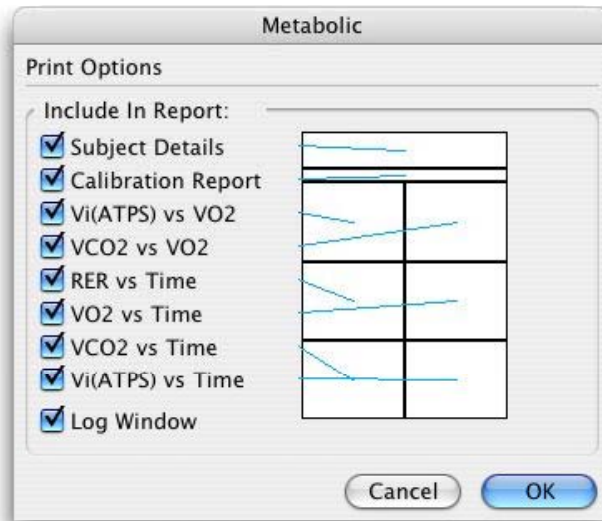 Metabolic
Print Options
Include In Report:
Subject Details
Calibration Report
Vi(ATPS) vs VO2
VCO2 vs VO2
RER vs Time
VO2 vs Time
VCO2 vs Time
Vi(ATPS) vs Time
Log Window
Cancel OK